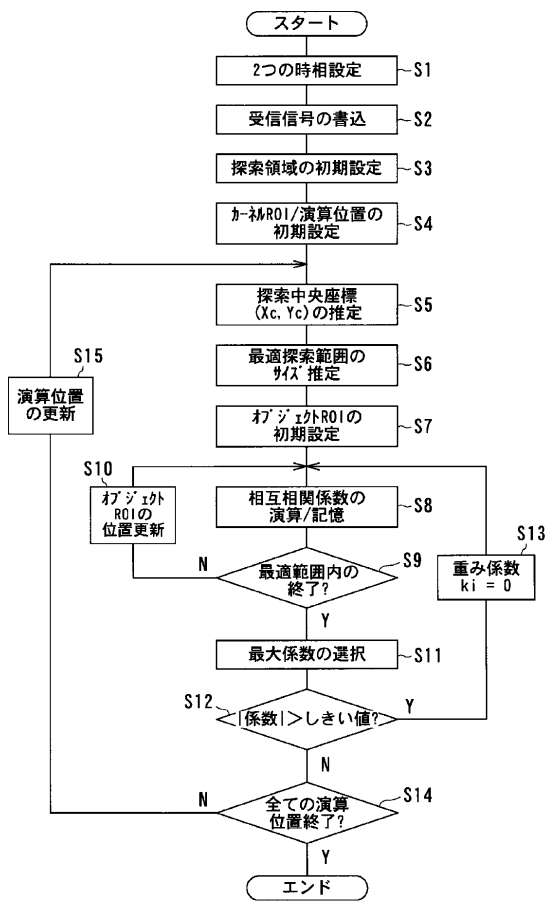 スタート
2つの時相設定
S1
受信信号の書込
S2
探索領域の初期設定
S3
カーネルROI/演算位置の
初期設定
S4
探索中央座標
(Xc, Yc)の推定
S5
S15
演算位置
の更新
最適探索範囲の
サイズ推定
S6
オブジェクトROIの
初期設定
S7
S10
オブジェクト
ROIの
位置更新
相互相関係数の
演算/記憶
S8
S13
重み係数
ki = 0
最適範囲内の
終了?
S9
N
Y
最大係数の選択
S11
S12
|係数|>しきい値?
Y
N
全ての演算
位置終了?
S14
N
Y
エンド